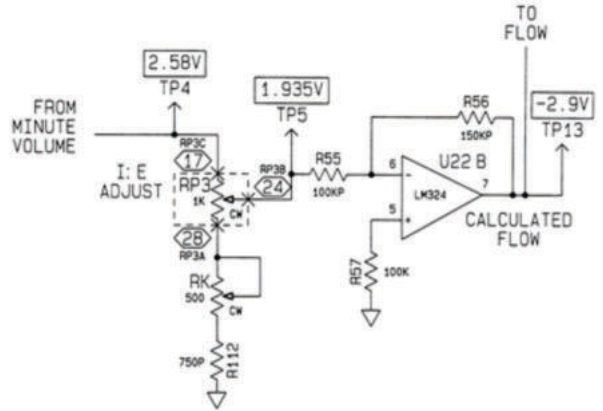 TO
FLOW
2.58V
TP4
1.935V
TP5
R56
150KP
-2.9V
TP13
FROM
MINUTE
VOLUME
RP3C
17
I:E
ADJUST
RP3
1K
CW
RP3B
24
R55
100KP
6
-
U22 B
LM324
7
5
+
CALCULATED
FLOW
28
RP3A
R57
100K
RK
500
CW
750P
R112